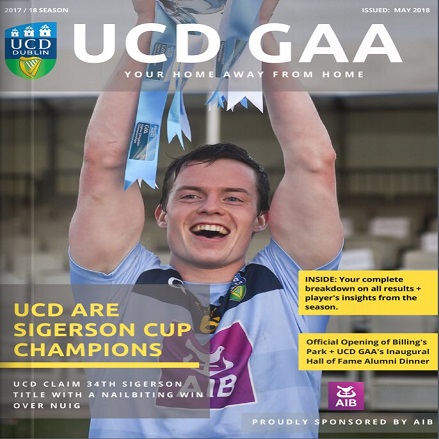 2017 / 18 SEASON
ISSUED: MAY 2018
UCD
DUBLIN
UCD GAA
YOUR HOME AWAY FROM HOME
INSIDE: Your complete
breakdown on all results +
player's insights from the
season.
UCD ARE
SIGERSON CUP
CHAMPIONS
Official Opening of Billing's
Park + UCD GAA's Inaugural
Hall of Fame Alumni Dinner
UCD CLAIM 34TH SIGERSON
TITLE WITH A NAILBITING WIN
OVER NUIG
AIB
AIB
PROUDLY SPONSORED BY AIB